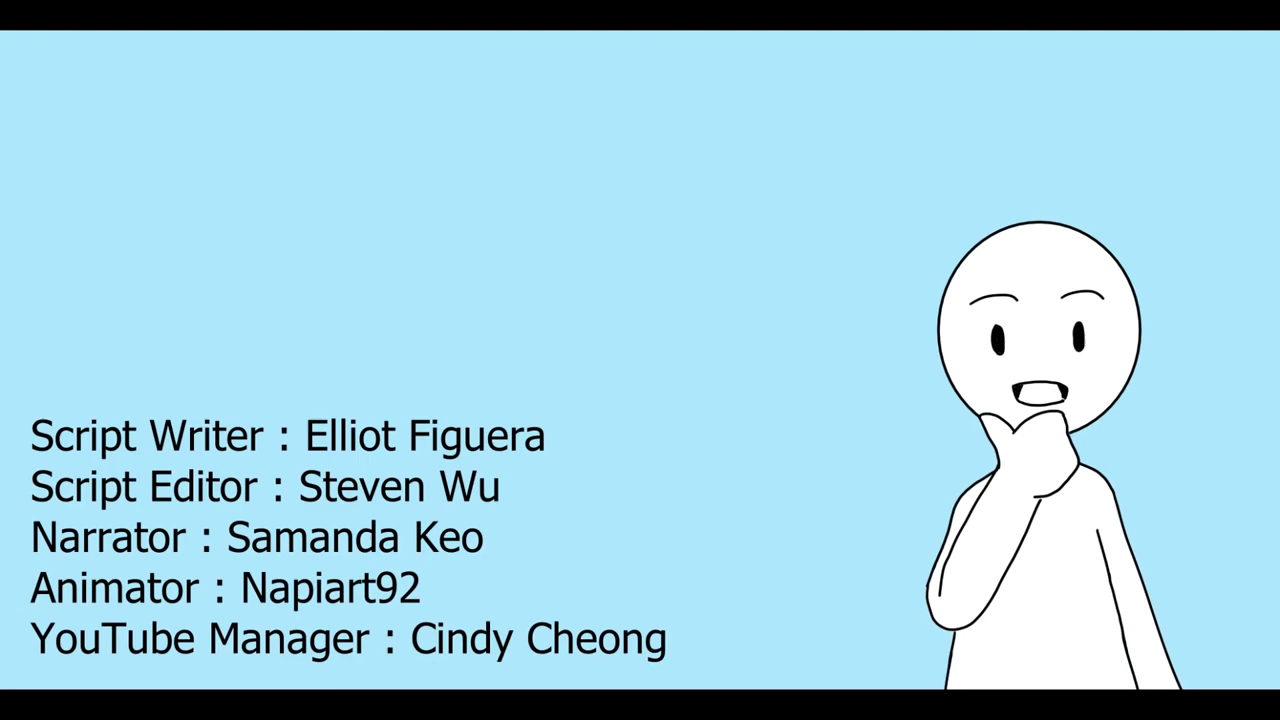 Script Writer : Elliot Figuera
Script Editor : Steven Wu
Narrator : Samanda Keo
Animator : Napiart92
YouTube Manager : Cindy Cheong